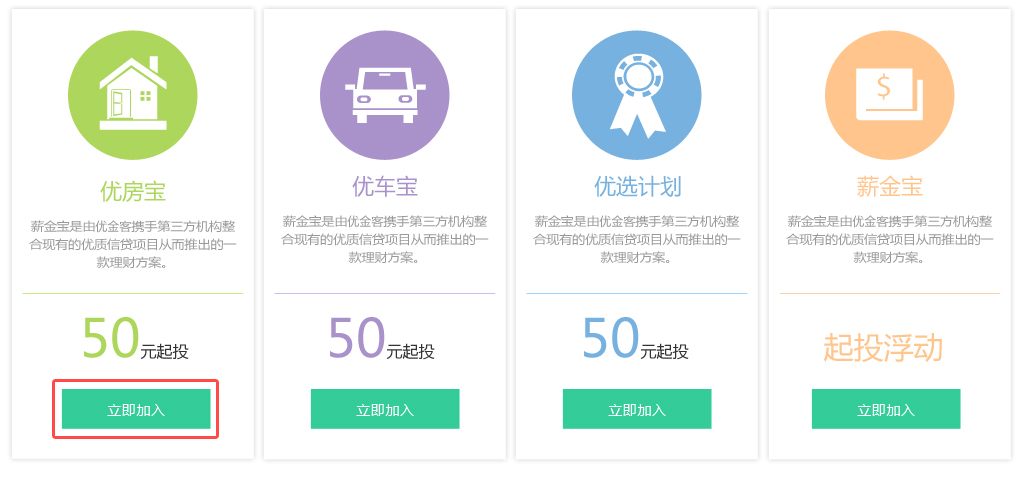 优房宝
薪金宝是由优金客携手第三方机构整
合现有的优质信贷项目从而推出的一
款理财方案。
50元起投
立即加入
优车宝
薪金宝是由优金客携手第三方机构整
合现有的优质信贷项目从而推出的一
款理财方案。
50元起投
立即加入
优选计划
薪金宝是由优金客携手第三方机构整
合现有的优质信贷项目从而推出的一
款理财方案。
50元起投
立即加入
$
薪金宝
薪金宝是由优金客携手第三方机构整
合现有的优质信贷项目从而推出的一
款理财方案。
起投浮动
立即加入